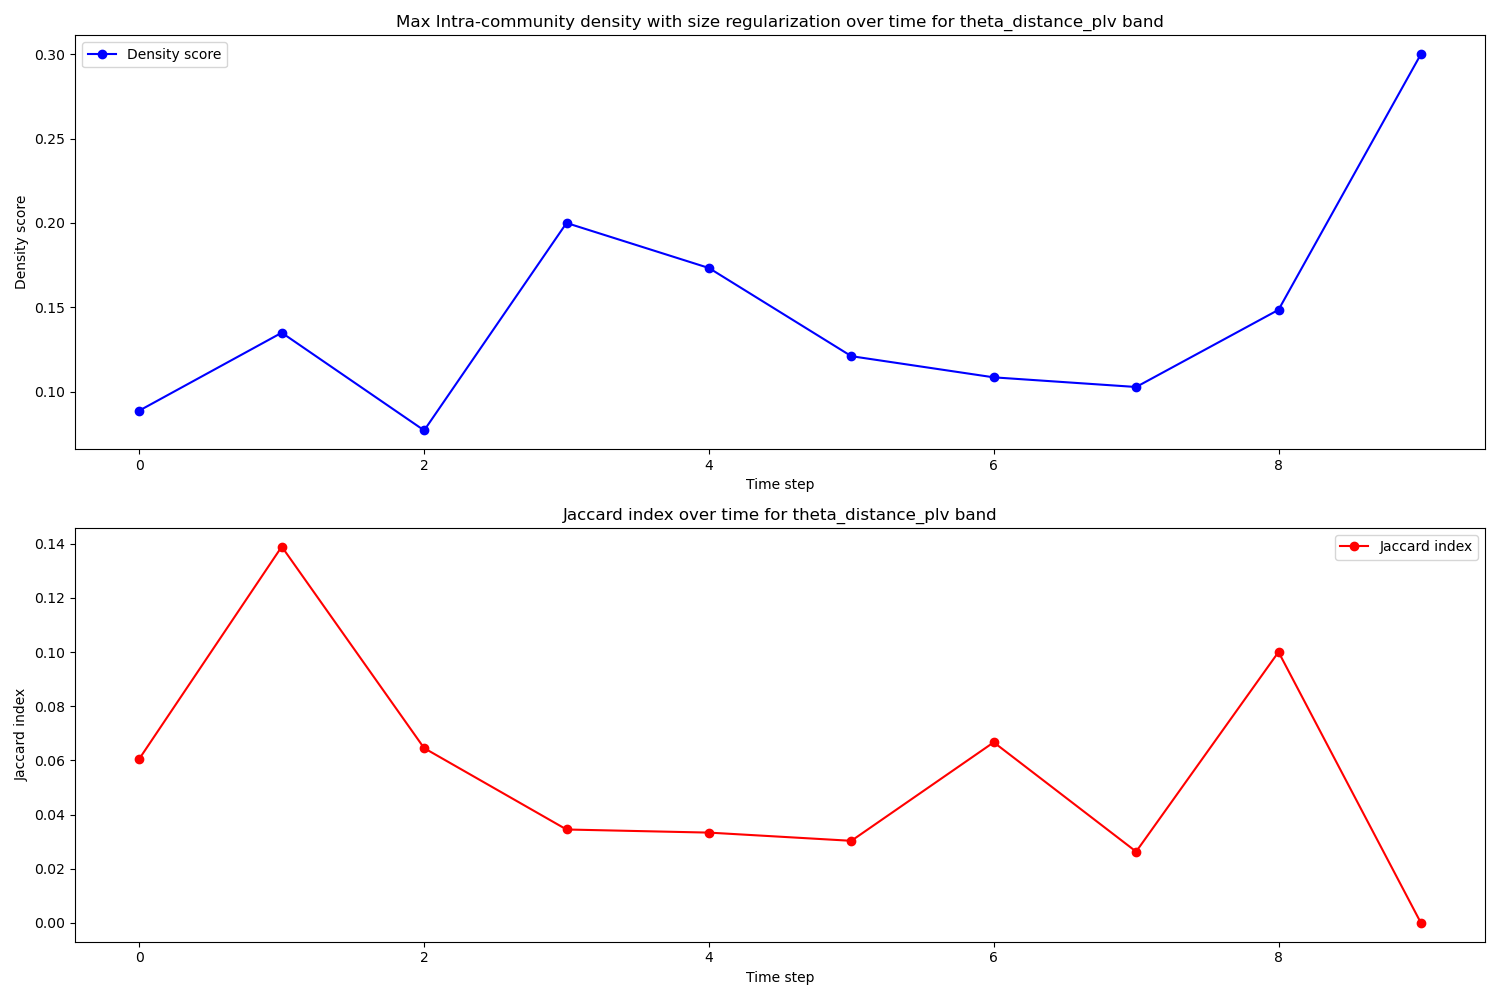 Max Intra-community density with size regularization over time for theta_distance_plv band
Density score
0.30
0.25
0.20
0.15
0.10
Density score
0 2 4 6 8
Time step
Jaccard index over time for theta_distance_plv band
Jaccard index
0.14
0.12
0.10
0.08
0.06
0.04
0.02
0.00
Jaccard index
0 2 4 6 8
Time step